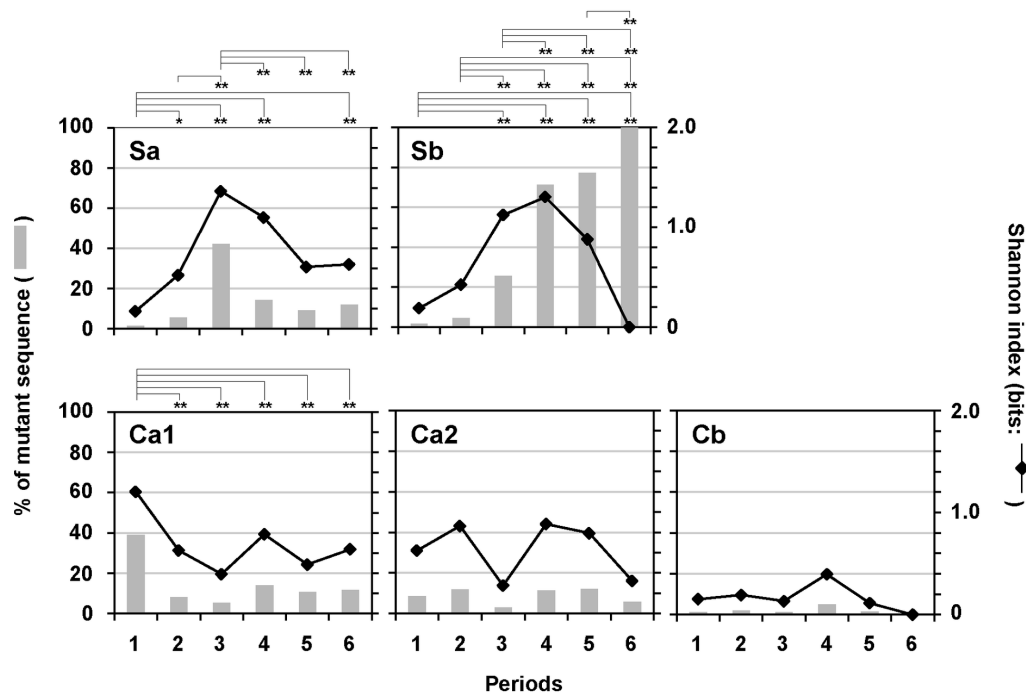 **
** ** **
** ** **
** ** ** **
** ** ** **
* ** ** ** ** ** ** **
100 Sa Sb 2.0
80
60
40 1.0
20
0 0
** ** ** ** **
100 Ca1 Ca2 Cb 2.0
80
60
40 1.0
20
0 0
1 2 3 4 5 6 1 2 3 4 5 6 1 2 3 4 5 6
Periods
% of mutant sequence ( )
Shannon index (bits: )